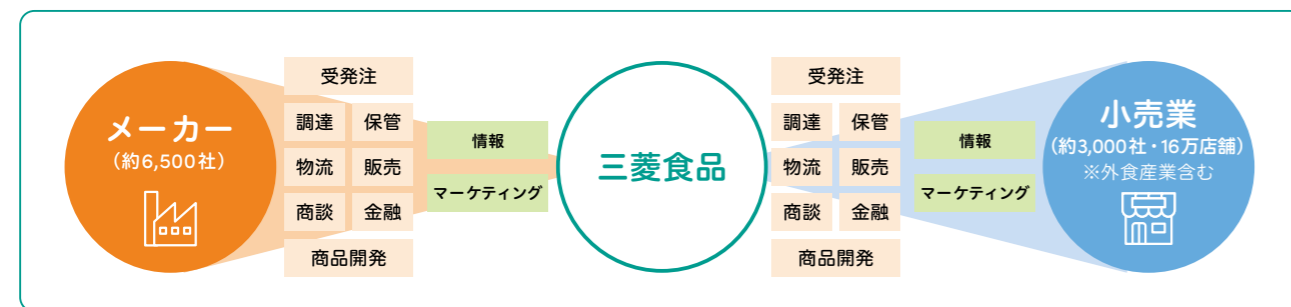 メーカー
（約6,500社）
受発注
調達
保管
物流
販売
商談
金融
商品開発
情報
マーケティング
三菱食品
受発注
調達
保管
物流
販売
商談
金融
商品開発
情報
マーケティング
小売業
（約3,000社・16万店舗）
※外食産業含む